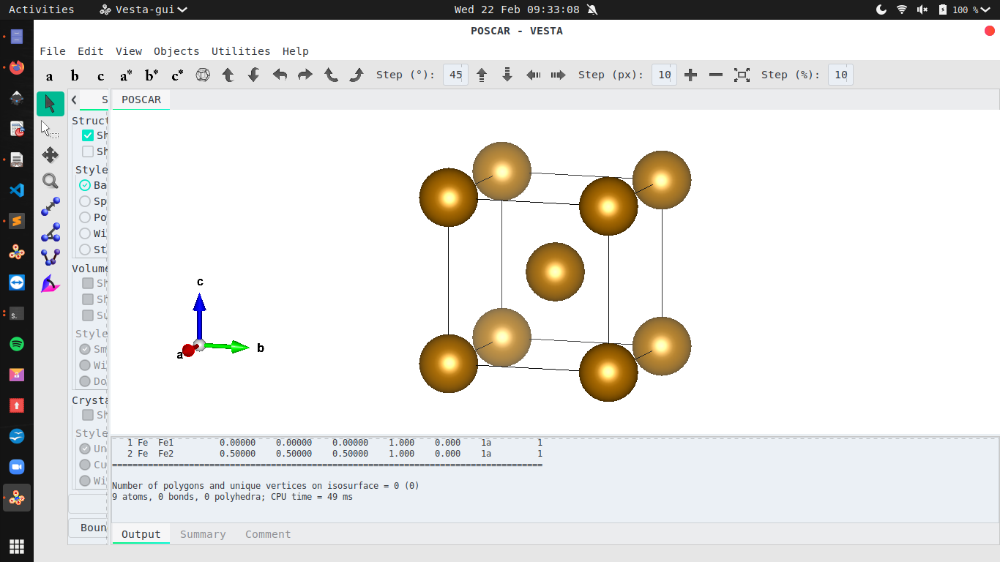 Activities Vesta-gui Wed 22 Feb 09:33:08 100 %
POSCAR - VESTA
File Edit View Objects Utilities Help
a b c a* b* c* Step (°): 45 Step (px): 10 Step (%): 10
S POSCAR
Struct
Sh
Sh
Style
Ba
Sp
Po
Wi
St
Volume
Sh
Sh
Su
Style
Sm
Wi
Do
Crysta
Sh
Style
Un
Cu
Wi
Boun
c
b
a
1 Fe Fe1 0.00000 0.00000 0.00000 1.000 0.000 1a 1
2 Fe Fe2 0.50000 0.50000 0.50000 1.000 0.000 1a 1
==========================================================================================
Number of polygons and unique vertices on isosurface = 0 (0)
9 atoms, 0 bonds, 0 polyhedra; CPU time = 49 ms
Output Summary Comment
S.